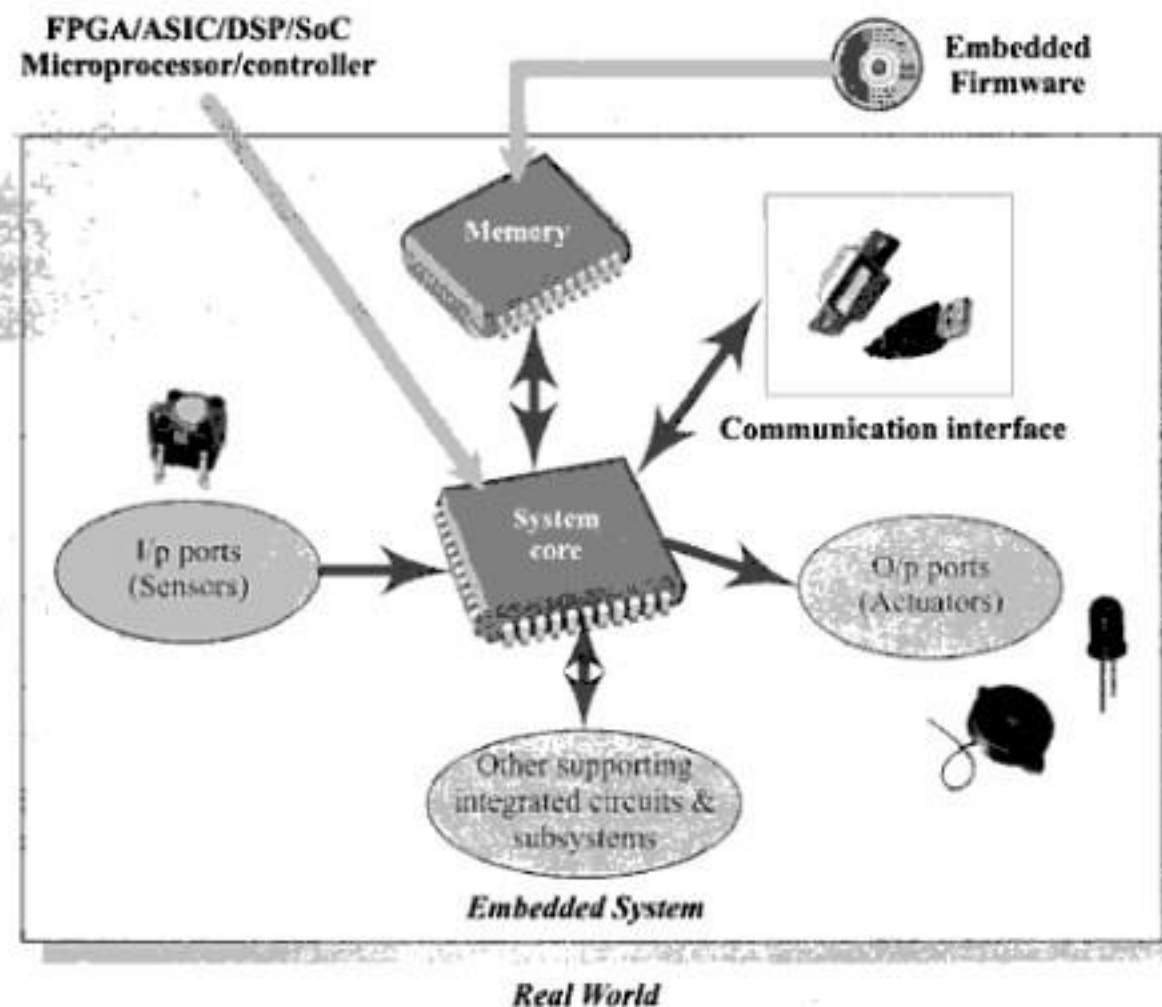 FPGA/ASIC/DSP/SoC
Microprocessor/controller
Embedded
Firmware
Memory
Communication interface
System
core
I/p ports
(Sensors)
O/p ports
(Actuators)
Other supporting
integrated circuits &
subsystems
Embedded System
Real World